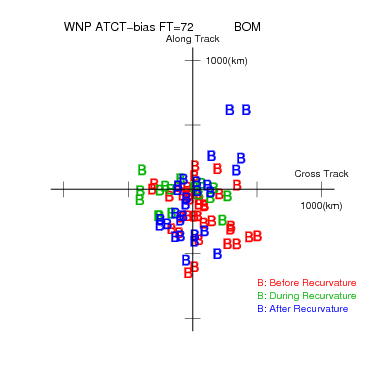 WNP ATCT-bias FT=72 BOM
Along Track
1000(km)
Cross Track
1000(km)
B: Before Recurvature
B: During Recurvature
B: After Recurvature